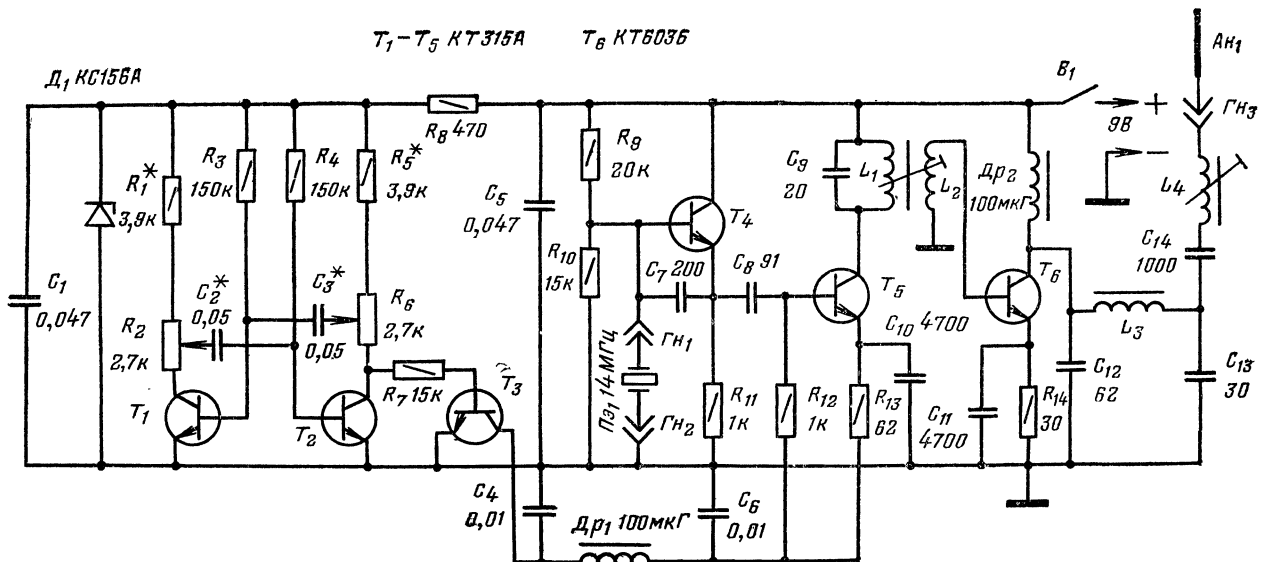 Т₁–Т₅ КТ315А
Т₆ КТ603Б
Ан₁
Д₁ КС156А
В₁
+
Гн₃
9В
−
R₈ 470
R₁*
3,9к
R₃
150к
R₄
150к
R₅*
3,9к
C₅
0,047
R₉
20к
C₉
20
L₁
L₂
Др₂
100мкГ
L₄
T₄
R₁₀
15к
C₇ 200
C₈ 91
C₁₄
1000
C₁
0,047
C₂*
0,05
C₃*
0,05
R₂
2,7к
R₆
2,7к
T₅
C₁₀ 4700
T₆
L₃
Гн₁
Пэ₁ 14МГц
Гн₂
T₁
T₂
R₇ 15к
T₃
R₁₁
1к
R₁₂
1к
R₁₃
62
C₁₁
4700
R₁₄
30
C₁₂
62
C₁₃
30
C₄
0,01
Др₁ 100мкГ
C₆
0,01